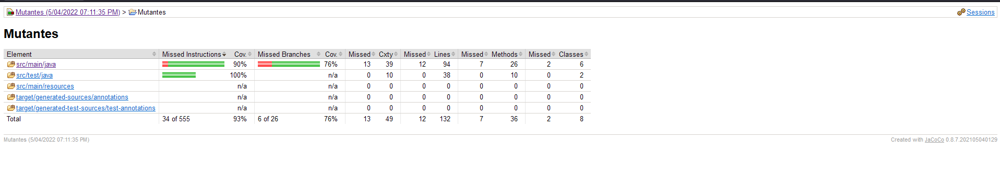 Mutantes (5/04/2022 07:11:35 PM) > Mutantes Sessions
Mutantes
Element Missed Instructions Cov. Missed Branches Cov. Missed Cxty Missed Lines Missed Methods Missed Classes
src/main/java 90% 76% 13 39 12 94 7 26 2 6
src/test/java 100% n/a 0 10 0 38 0 10 0 2
src/main/resources n/a n/a 0 0 0 0 0 0 0 0
target/generated-sources/annotations n/a n/a 0 0 0 0 0 0 0 0
target/generated-test-sources/test-annotations n/a n/a 0 0 0 0 0 0 0 0
Total 34 of 555 93% 6 of 26 76% 13 49 12 132 7 36 2 8
Mutantes (5/04/2022 07:11:35 PM) Created with JaCoCo 0.8.7.202105040129